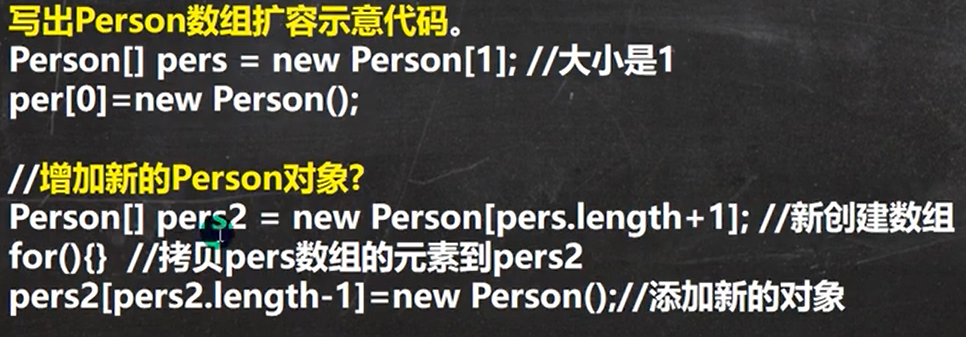 写出Person数组扩容示意代码。
Person[] pers = new Person[1]; //大小是1
per[0]=new Person();
//增加新的Person对象?
Person[] pers2 = new Person[pers.length+1]; //新创建数组
for(){} //拷贝pers数组的元素到pers2
pers2[pers2.length-1]=new Person();//添加新的对象